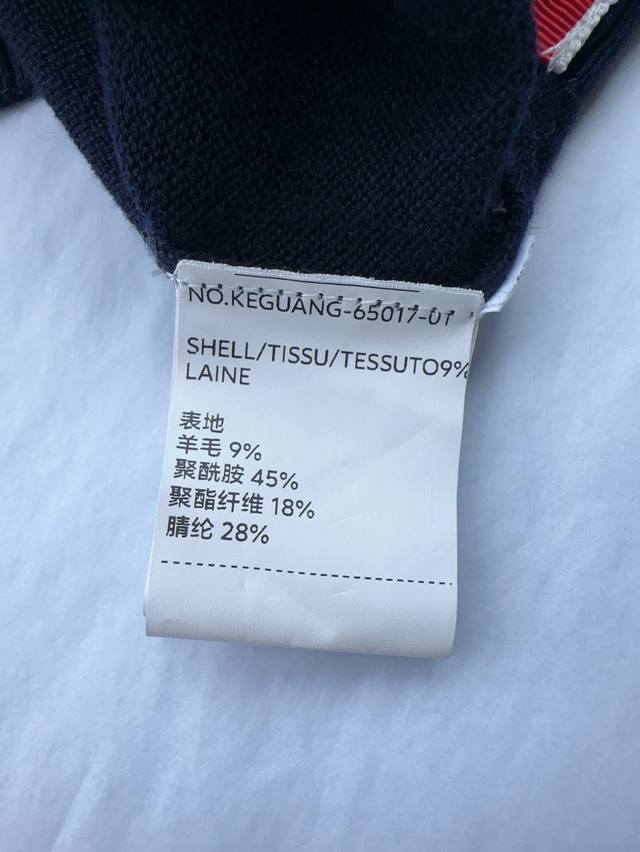 NO.KEGUANG-65017-01
SHELL/TISSU/TESSUTO9%
LAINE
表地
羊毛 9%
聚酰胺 45%
聚酯纤维 18%
腈纶 28%